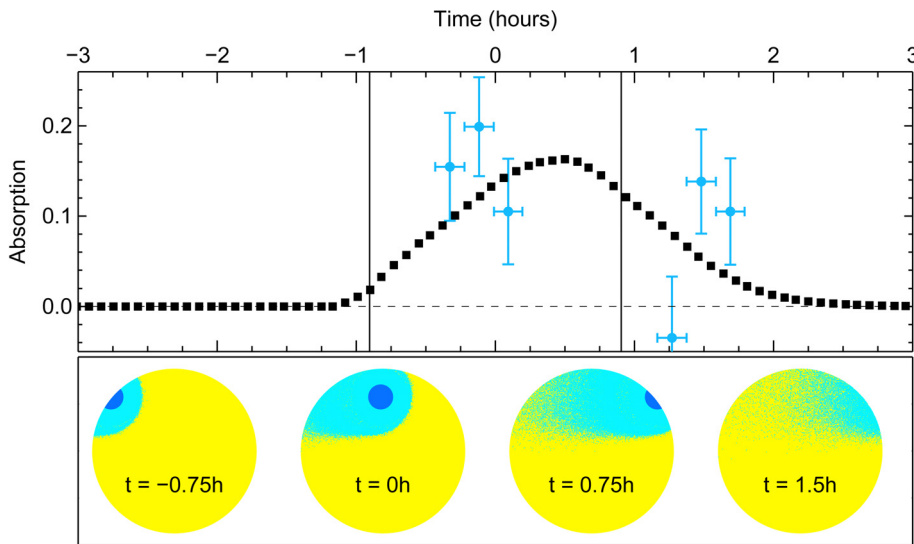 Time (hours)
−3 −2 −1 0 1 2 3
Absorption
0.2
0.1
0.0
t = −0.75h t = 0h t = 0.75h t = 1.5h